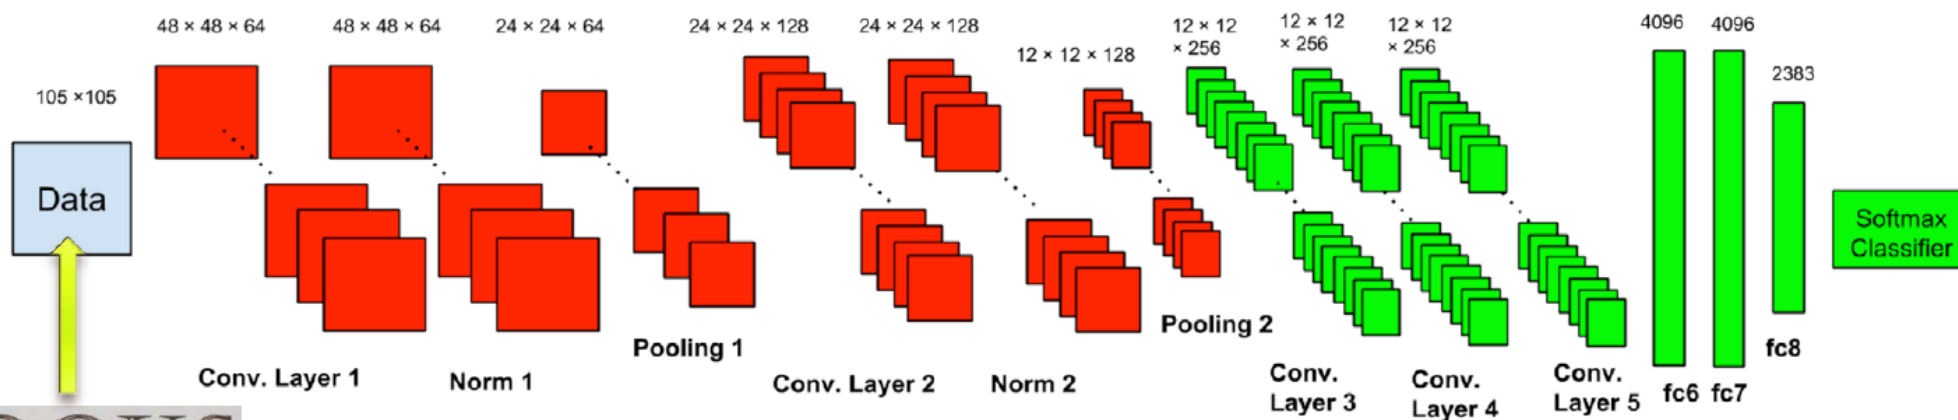 48 × 48 × 64
48 × 48 × 64
24 × 24 × 64
24 × 24 × 128
24 × 24 × 128
12 × 12 × 128
12 × 12
× 256
12 × 12
× 256
12 × 12
× 256
4096
4096
2383
105 ×105
Data
Softmax
Classifier
Conv. Layer 1
Norm 1
Pooling 1
Conv. Layer 2
Norm 2
Pooling 2
Conv.
Layer 3
Conv.
Layer 4
Conv.
Layer 5
fc6
fc7
fc8